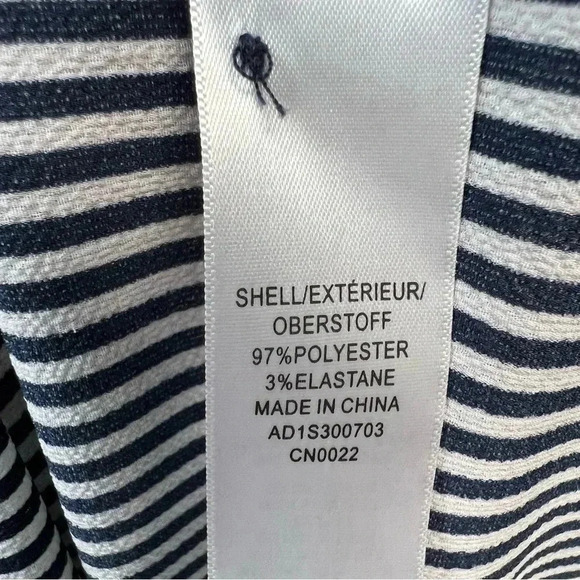 SHELL/EXTÉRIEUR/
OBERSTOFF
97%POLYESTER
3%ELASTANE
MADE IN CHINA
AD1S300703
CN0022